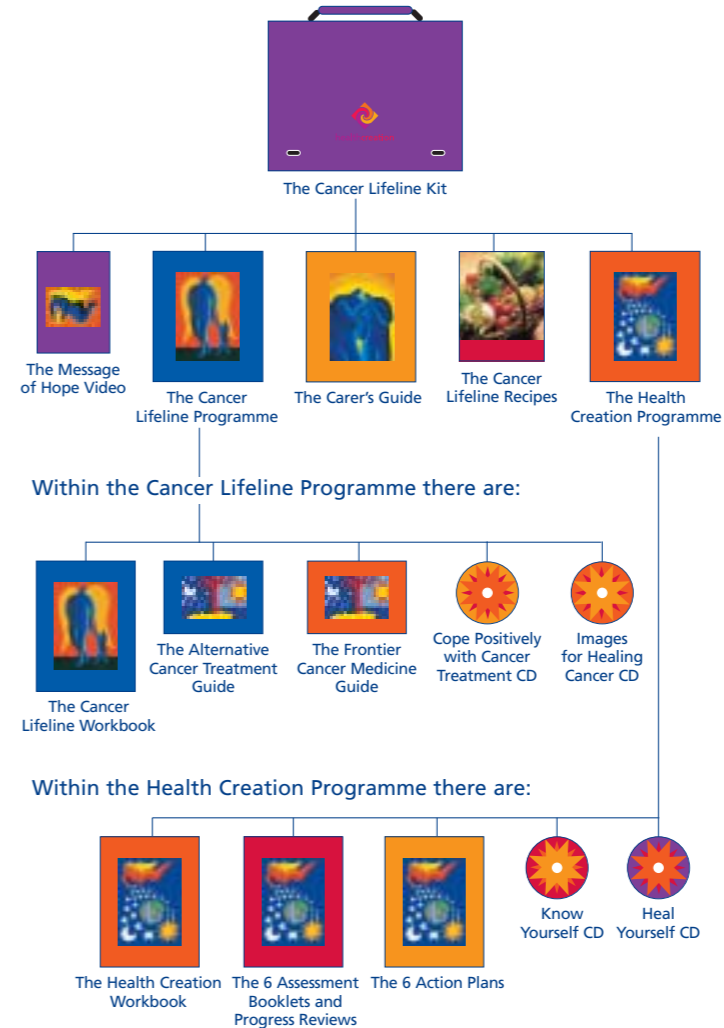 The Cancer Lifeline Kit
The Message
of Hope Video
The Cancer
Lifeline Programme
The Carer's Guide
The Cancer
Lifeline Recipes
The Health
Creation Programme
Within the Cancer Lifeline Programme there are:
The Cancer
Lifeline Workbook
The Alternative
Cancer Treatment
Guide
The Frontier
Cancer Medicine
Guide
Cope Positively
with Cancer
Treatment CD
Images
for Healing
Cancer CD
Within the Health Creation Programme there are:
The Health Creation
Workbook
The 6 Assessment
Booklets and
Progress Reviews
The 6 Action Plans
Know
Yourself CD
Heal
Yourself CD